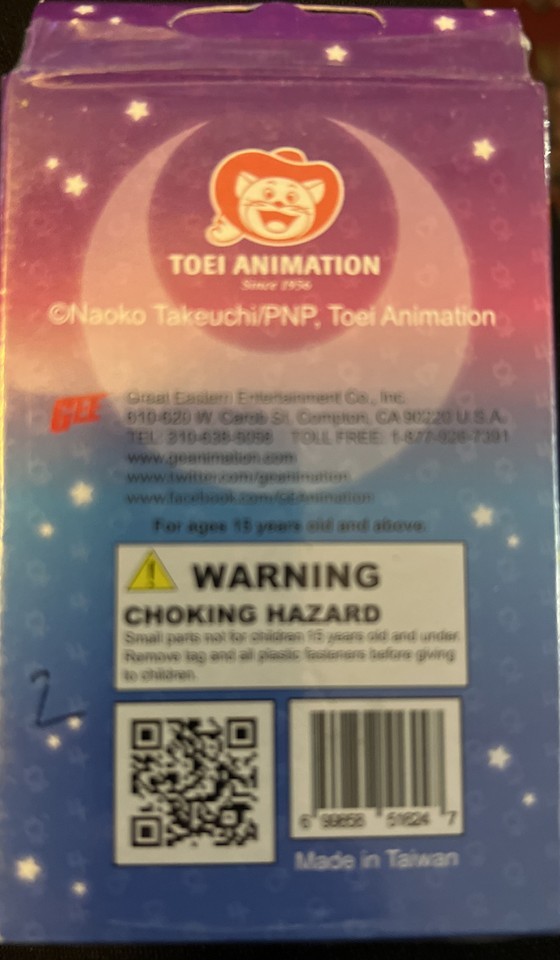 TOEI ANIMATION
Since 1956
©Naoko Takeuchi/PNP, Toei Animation
Great Eastern Entertainment Co., Inc.
610-620 W. Carob St. Compton, CA 90220 U.S.A.
TEL: 310-638-5058 TOLL FREE: 1-877-926-7391
www.geanimation.com
www.twitter.com/geanimation
www.facebook.com/GEAnimation
For ages 15 years old and above.
WARNING
CHOKING HAZARD
Small parts not for children 15 years old and under.
Remove tag and all plastic fasteners before giving
to children.
2
6 99858 51624 7
Made in Taiwan